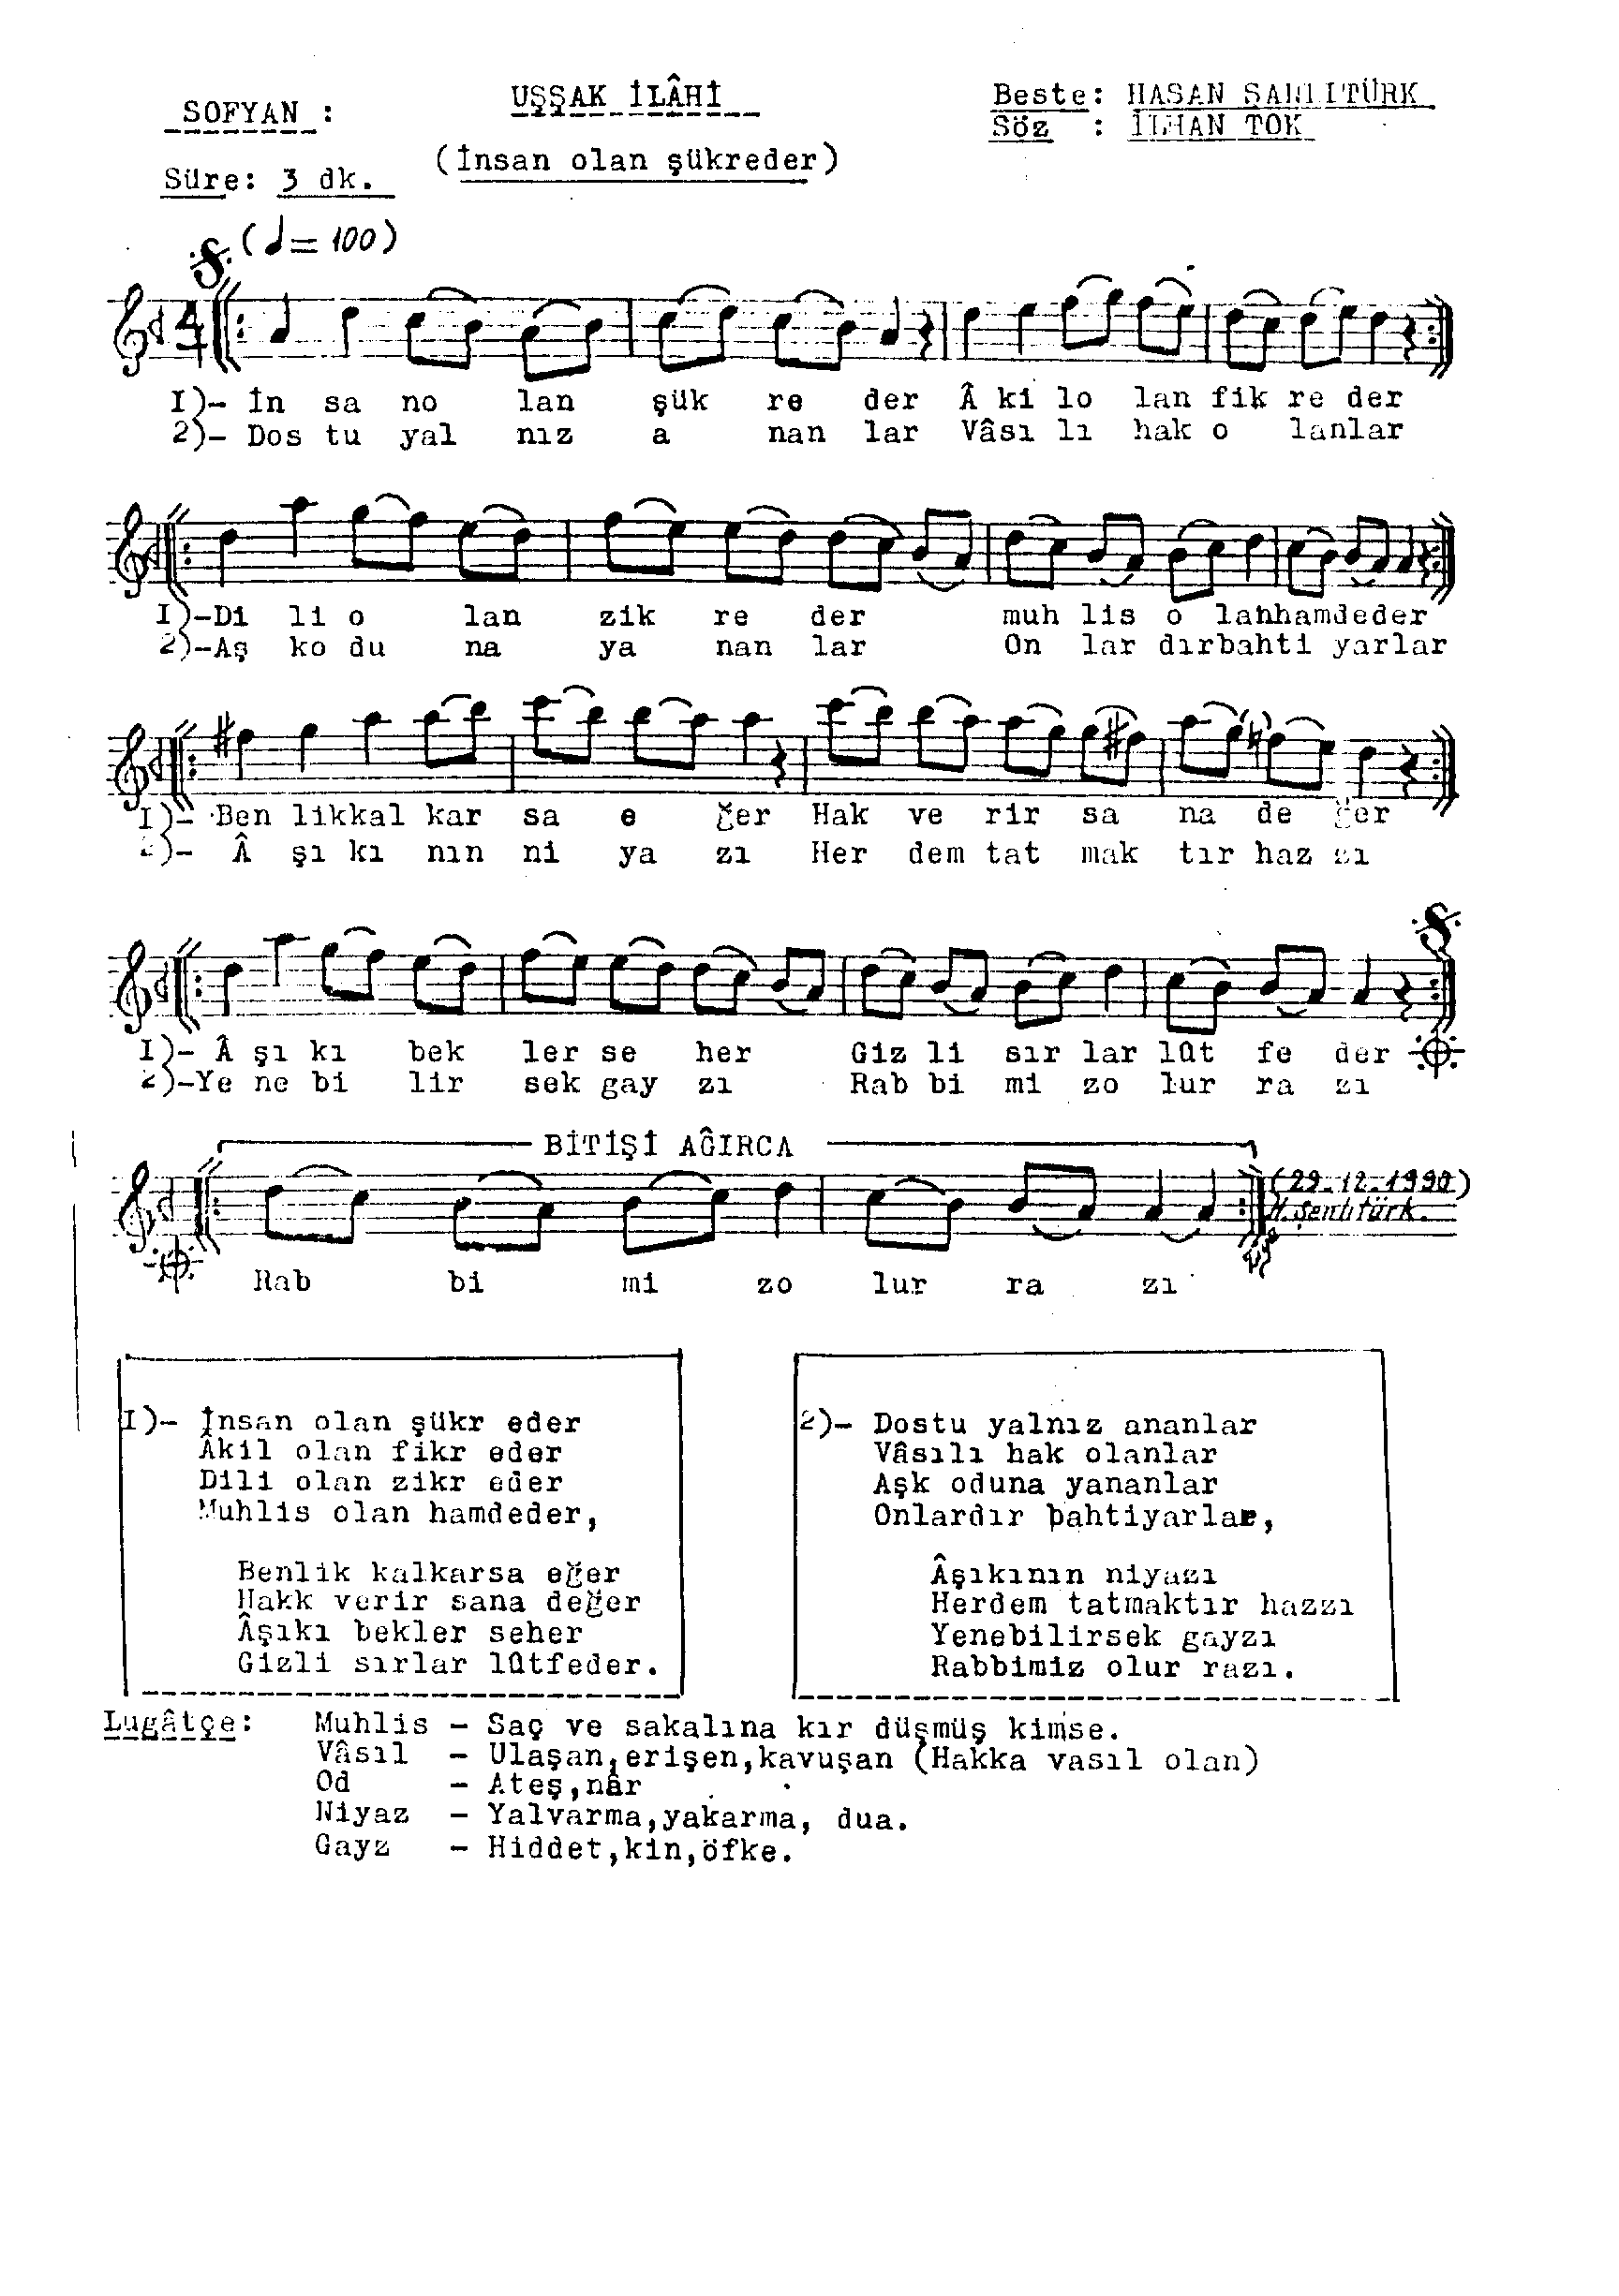 SOFYAN :
UŞŞAK İLÂHİ
Beste: HASAN ŞANLITÜRK
Söz : İLHAN TOK
(İnsan olan şükreder)
Süre: 3 dk.
(♩= 100)
4
I)- İn sa no lan şük re der Â ki lo lan fik re der
2)- Dos tu yal nız a nan lar Vâsı lı hak o lanlar
I)-Di li o lan zik re der muh lis o lanhamdeder
2)-Aş ko du na ya nan lar On lar dırbahti yarlar
I)- Ben likkal kar sa e ğer Hak ve rir sa na de ğer
2)- Â şı kı nın ni ya zı Her dem tat mak tır haz zı
I)- Â şı kı bek ler se her Giz li sır lar lût fe der
2)-Ye ne bi lir sek gay zı Rab bi mi zo lur ra zı
BİTİŞİ AĞIRCA
(29.12.1990)
H.Şenlitürk.
Rab bi mi zo lur ra zı
I)- İnsan olan şükr eder
Âkil olan fikr eder
Dili olan zikr eder
Muhlis olan hamdeder,
Benlik kalkarsa eğer
Hakk verir sana değer
Âşıkı bekler seher
Gizli sırlar lûtfeder.
2)- Dostu yalnız ananlar
Vâsılı hak olanlar
Aşk oduna yananlar
Onlardır bahtiyarlar,
Âşıkının niyazı
Herdem tatmaktır hazzı
Yenebilirsek gayzı
Rabbimiz olur razı.
Lugâtçe: Muhlis - Saç ve sakalına kır düşmüş kimse.
Vâsıl - Ulaşan,erişen,kavuşan (Hakka vasıl olan)
Od - Ateş,nâr
Niyaz - Yalvarma,yakarma, dua.
Gayz - Hiddet,kin,öfke.